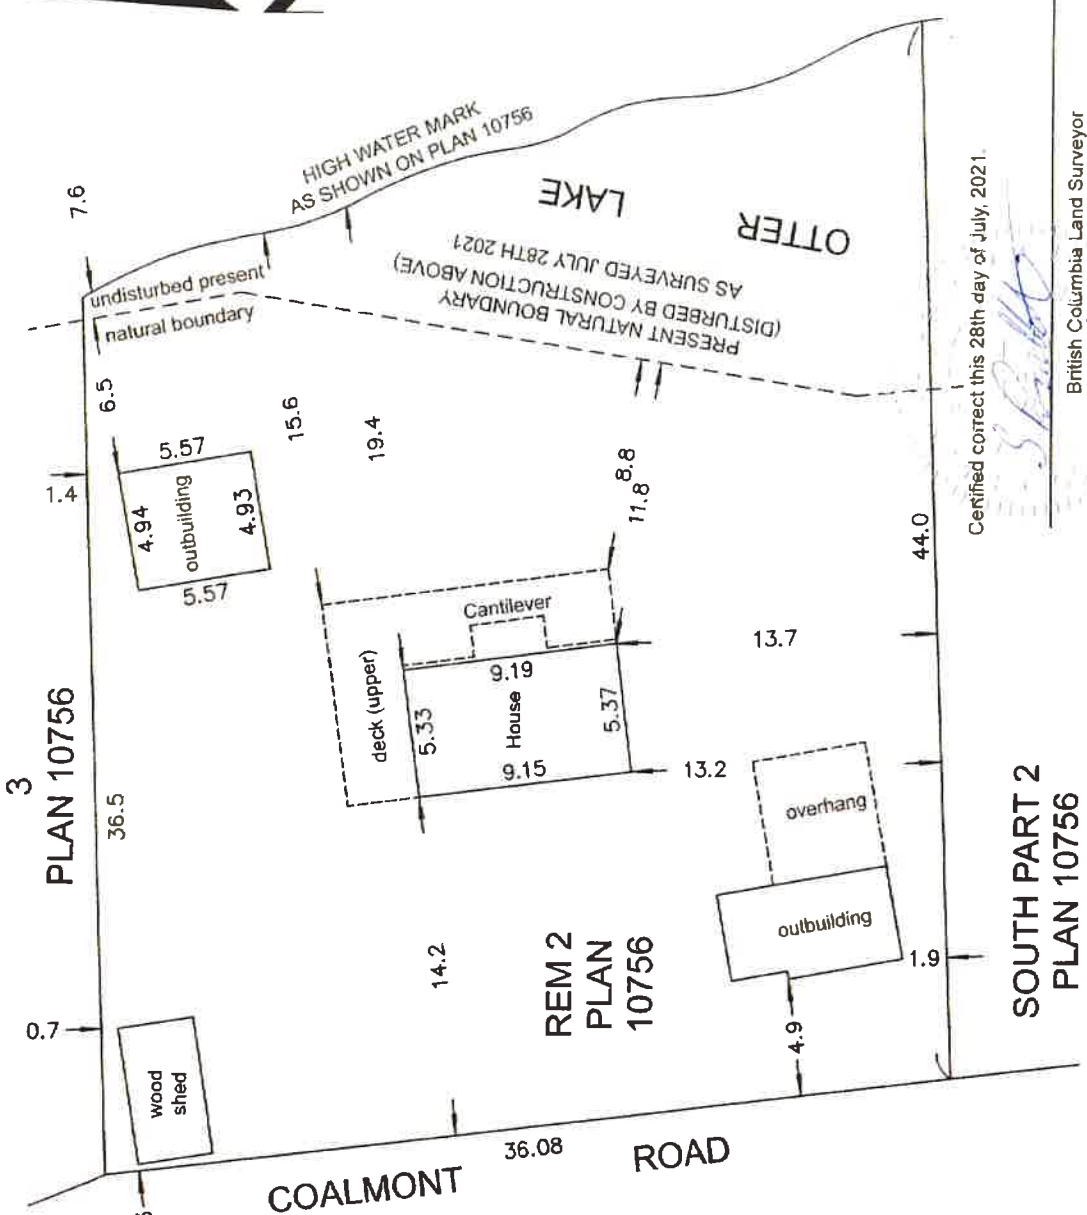 7.6
HIGH WATER MARK
AS SHOWN ON PLAN 10756
undisturbed present
natural boundary
OTTER
LAKE
PRESENT NATURAL BOUNDARY
(DISTURBED BY CONSTRUCTION ABOVE)
AS SURVEYED JULY 28TH 2021
6.5
1.4
5.57
4.94
outbuilding
4.93
5.57
15.6
19.4
8.8
11.8
3
PLAN 10756
36.5
Cantilever
deck (upper)
9.19
5.33
House
5.37
9.15
13.7
13.2
44.0
overhang
outbuilding
1.9
4.9
14.2
REM 2
PLAN
10756
0.7
wood
shed
36.08
COALMONT ROAD
SOUTH PART 2
PLAN 10756
Certified correct this 28th day of July, 2021.
British Columbia Land Surveyor